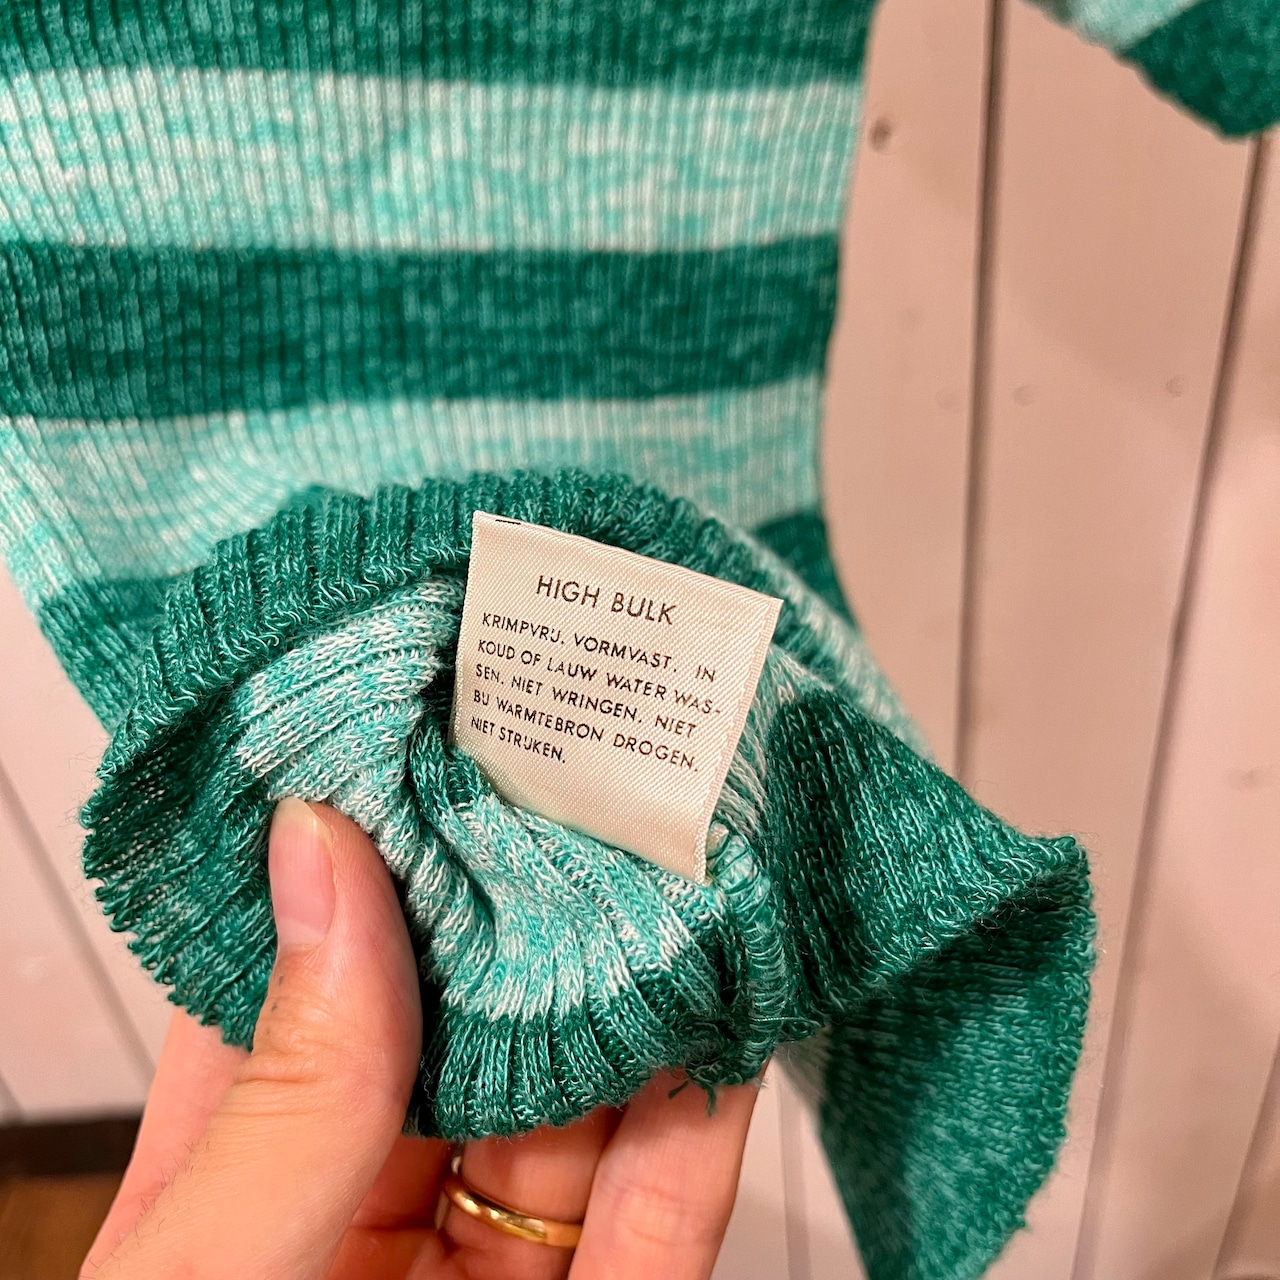 HIGH BULK
KRIMPVRIJ. VORMVAST. IN
KOUD OF LAUW WATER WAS-
SEN. NIET WRINGEN. NIET
BIJ WARMTEBRON DROGEN.
NIET STRIJKEN.